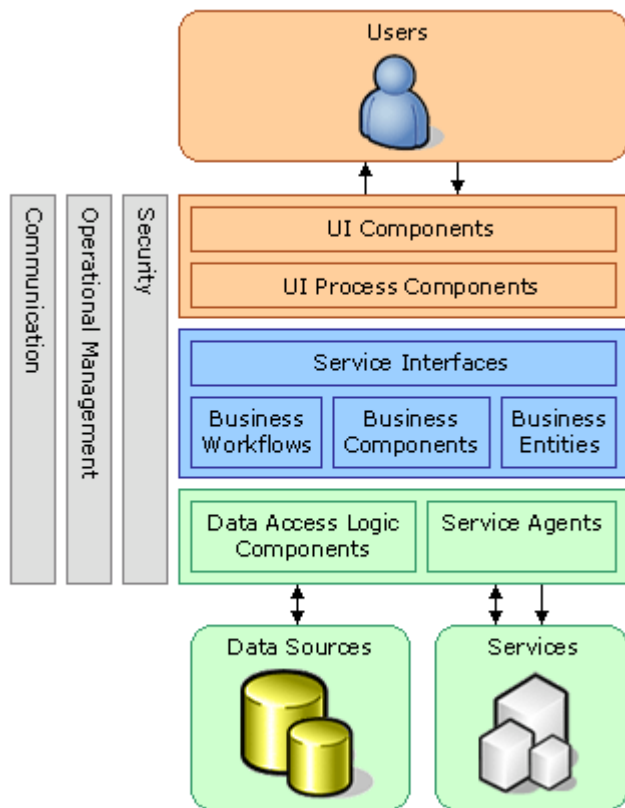 Users
Communication
Operational Management
Security
UI Components
UI Process Components
Service Interfaces
Business
Workflows
Business
Components
Business
Entities
Data Access Logic
Components
Service Agents
Data Sources
Services